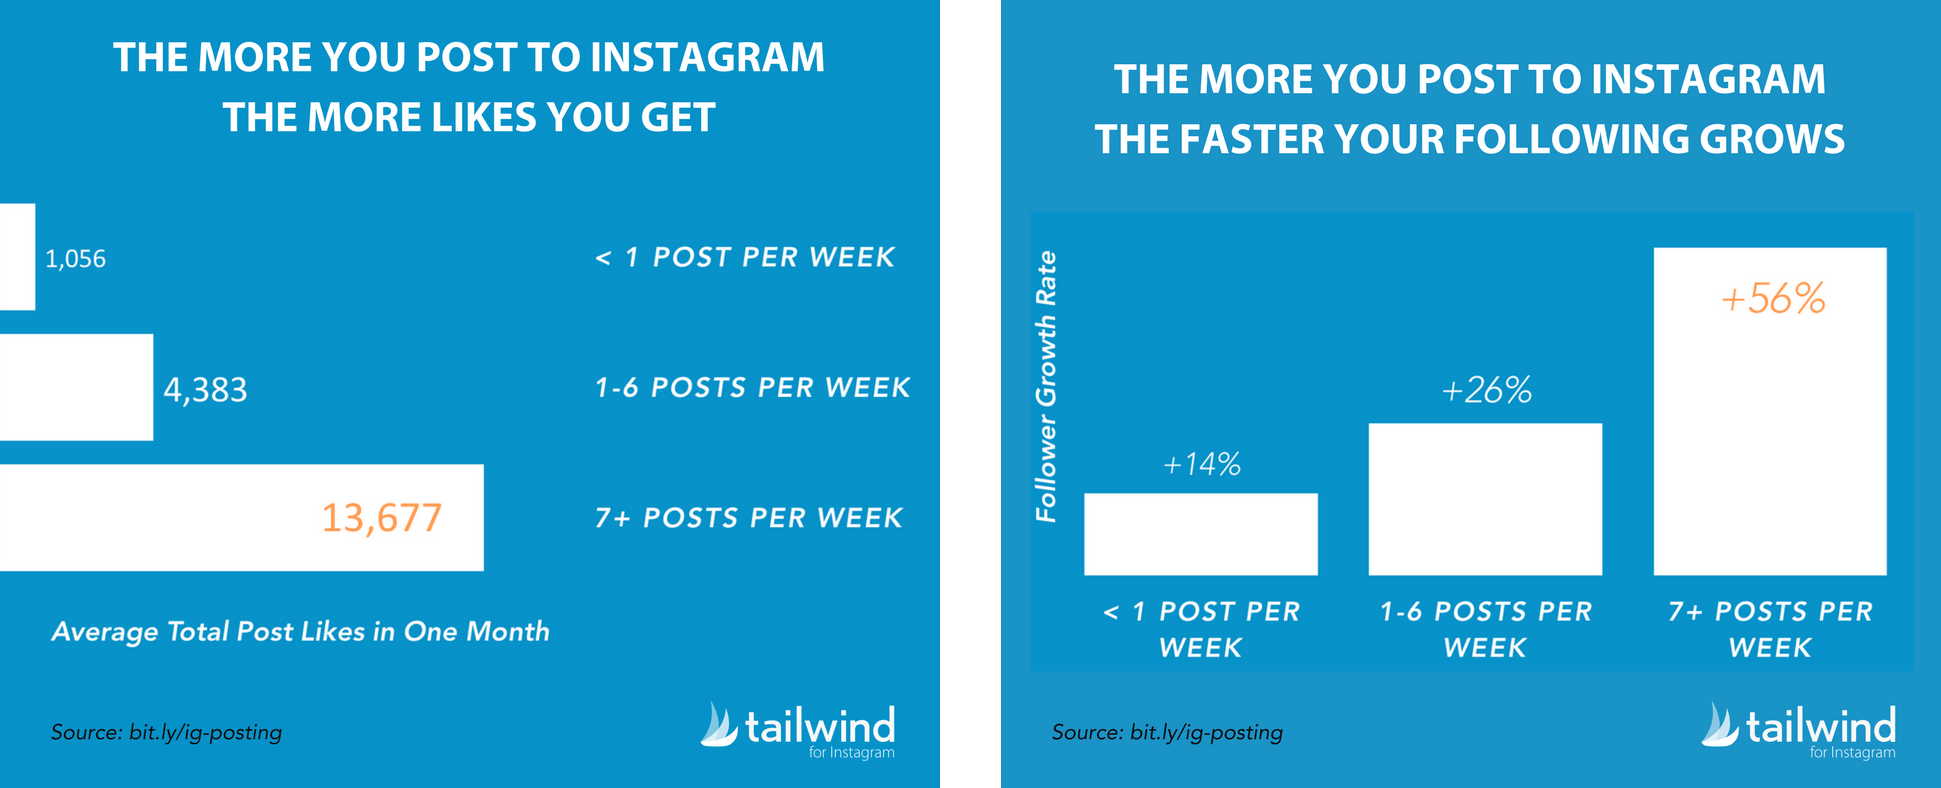 THE MORE YOU POST TO INSTAGRAM
THE MORE LIKES YOU GET
1,056
< 1 POST PER WEEK
4,383
1-6 POSTS PER WEEK
13,677
7+ POSTS PER WEEK
Average Total Post Likes in One Month
Source: bit.ly/ig-posting
tailwind
for Instagram
THE MORE YOU POST TO INSTAGRAM
THE FASTER YOUR FOLLOWING GROWS
Follower Growth Rate
+14%
+26%
+56%
< 1 POST PER
WEEK
1-6 POSTS PER
WEEK
7+ POSTS PER
WEEK
Source: bit.ly/ig-posting
tailwind
for Instagram